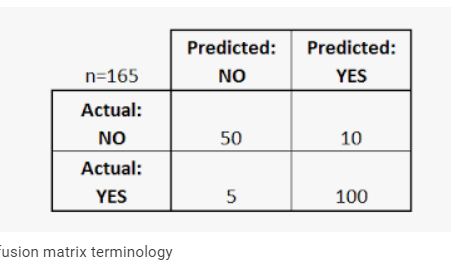 Predicted: Predicted:
n=165 NO YES
Actual:
NO 50 10
Actual:
YES 5 100
fusion matrix terminology